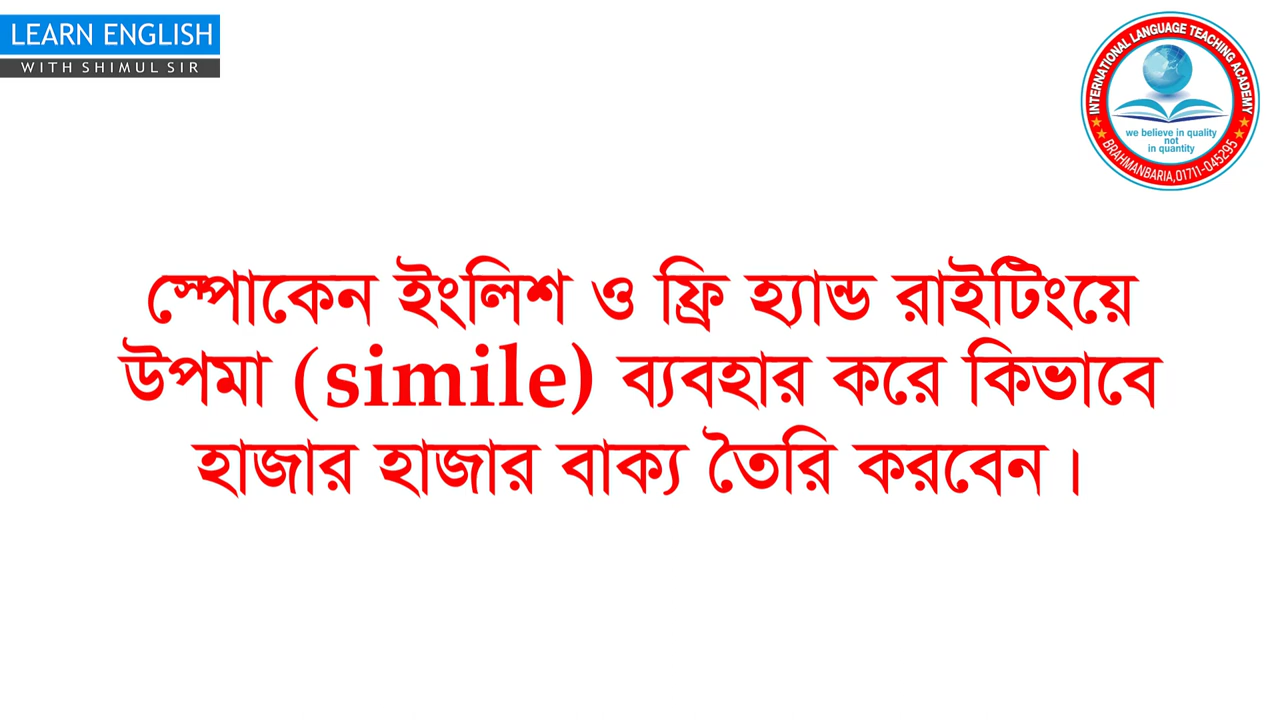 LEARN ENGLISH
WITH SHIMUL SIR
INTERNATIONAL LANGUAGE TEACHING ACADEMY
we believe in quality
not
in quantity
BRAHMANBARIA,01711-045295
স্পোকেন ইংলিশ ও ফ্রি হ্যান্ড রাইটিংয়ে
উপমা (simile) ব্যবহার করে কিভাবে
হাজার হাজার বাক্য তৈরি করবেন।